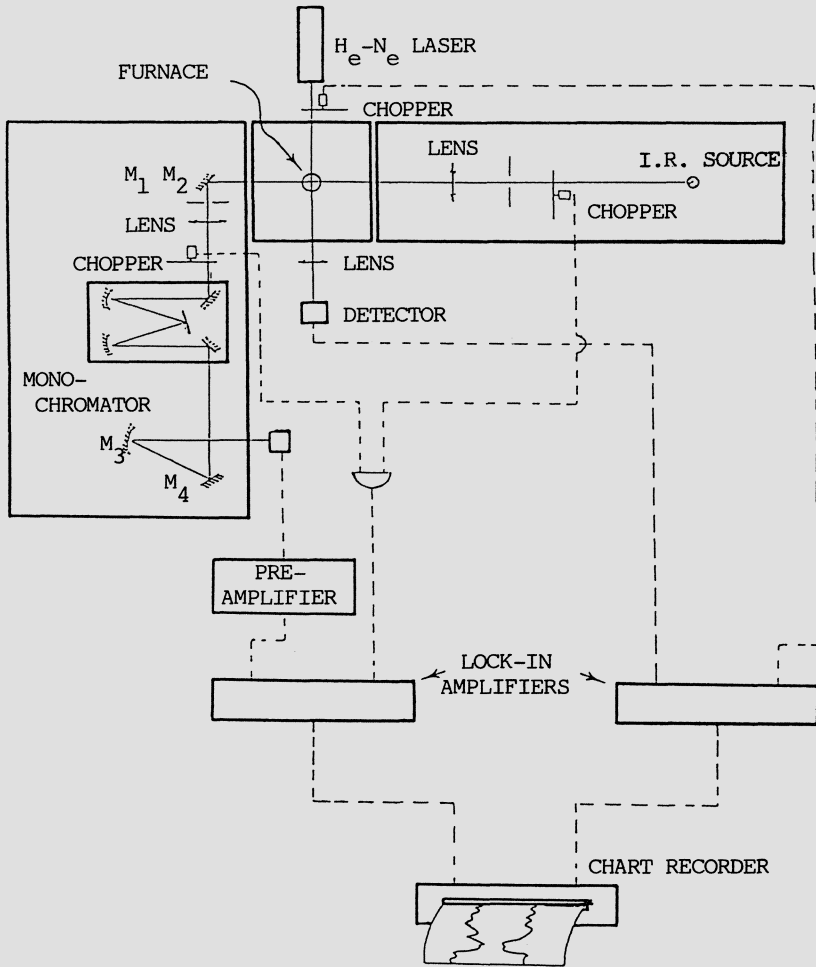 He-Ne LASER
FURNACE
CHOPPER
LENS
I.R. SOURCE
M1 M2
CHOPPER
LENS
CHOPPER
LENS
DETECTOR
MONO-
CHROMATOR
M3
M4
PRE-
AMPLIFIER
LOCK-IN
AMPLIFIERS
CHART RECORDER